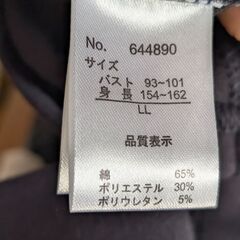 No. 644890
サイズ
バスト 93~101
身長 154~162
LL
品質表示
綿 65%
ポリエステル 30%
ポリウレタン 5%